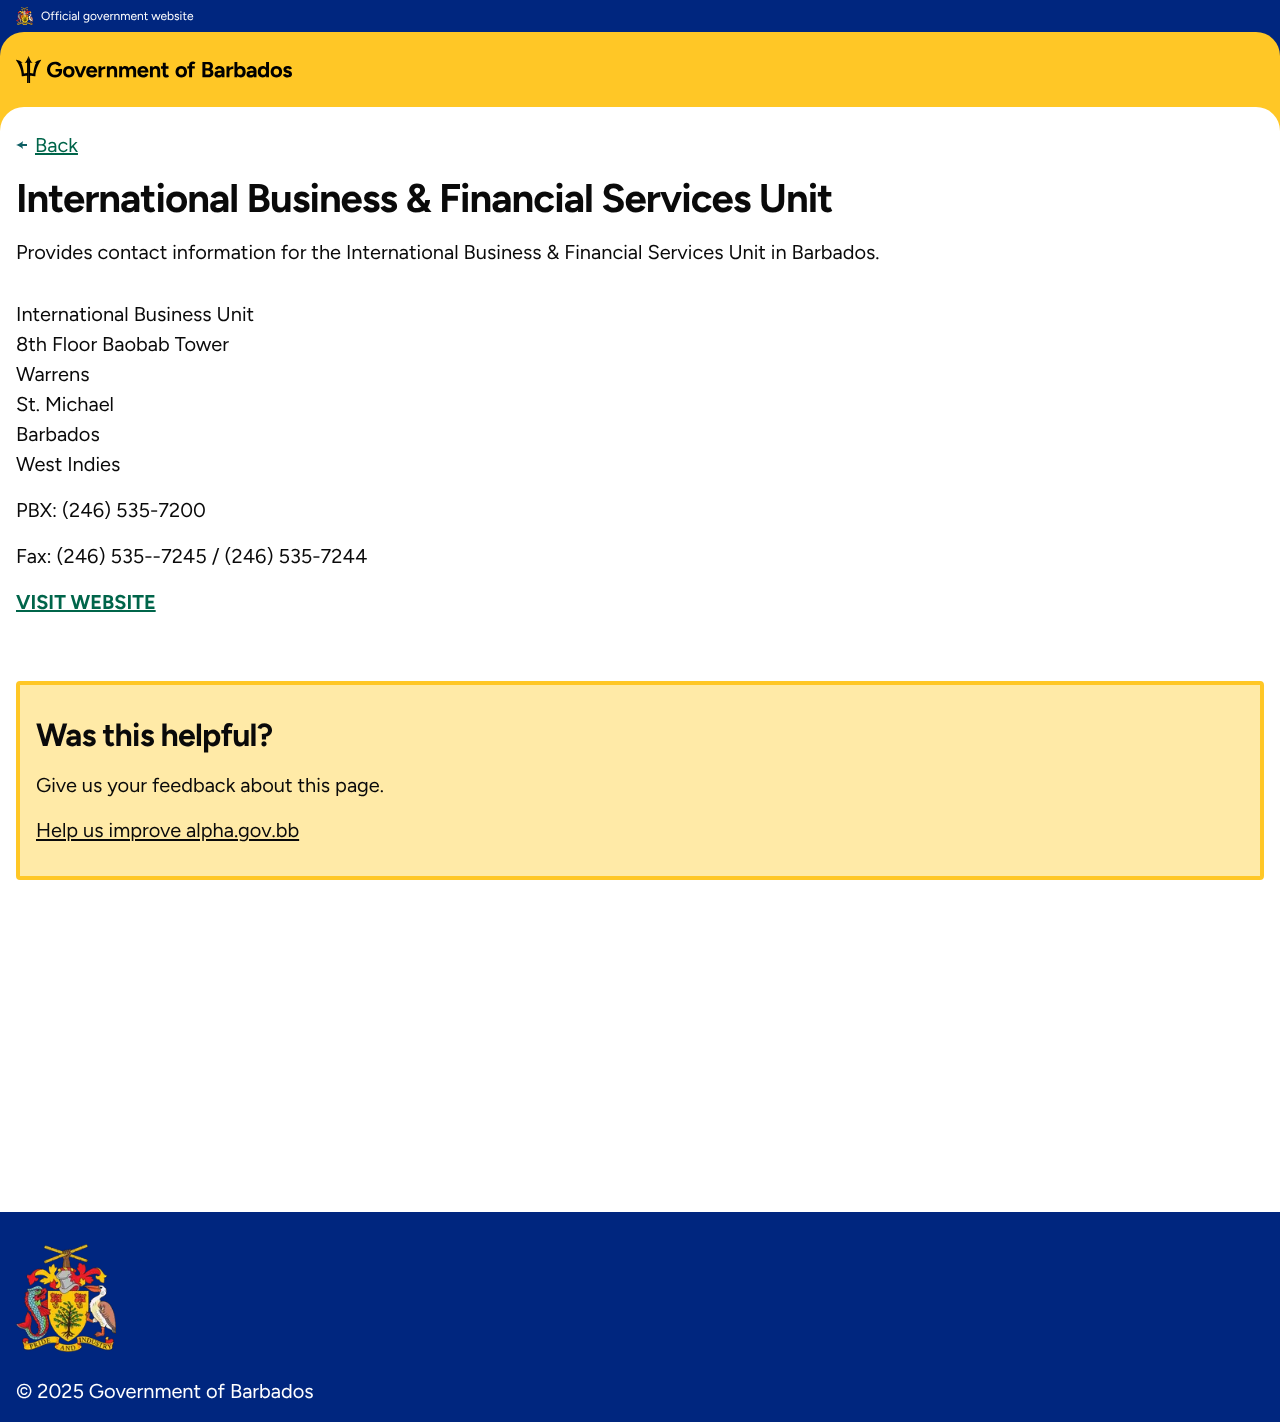 Official government website
Government of Barbados
Back
International Business & Financial Services Unit
Provides contact information for the International Business & Financial Services Unit in Barbados.
International Business Unit
8th Floor Baobab Tower
Warrens
St. Michael
Barbados
West Indies
PBX: (246) 535-7200
Fax: (246) 535--7245 / (246) 535-7244
VISIT WEBSITE
Was this helpful?
Give us your feedback about this page.
Help us improve alpha.gov.bb
PRIDE AND INDUSTRY
© 2025 Government of Barbados